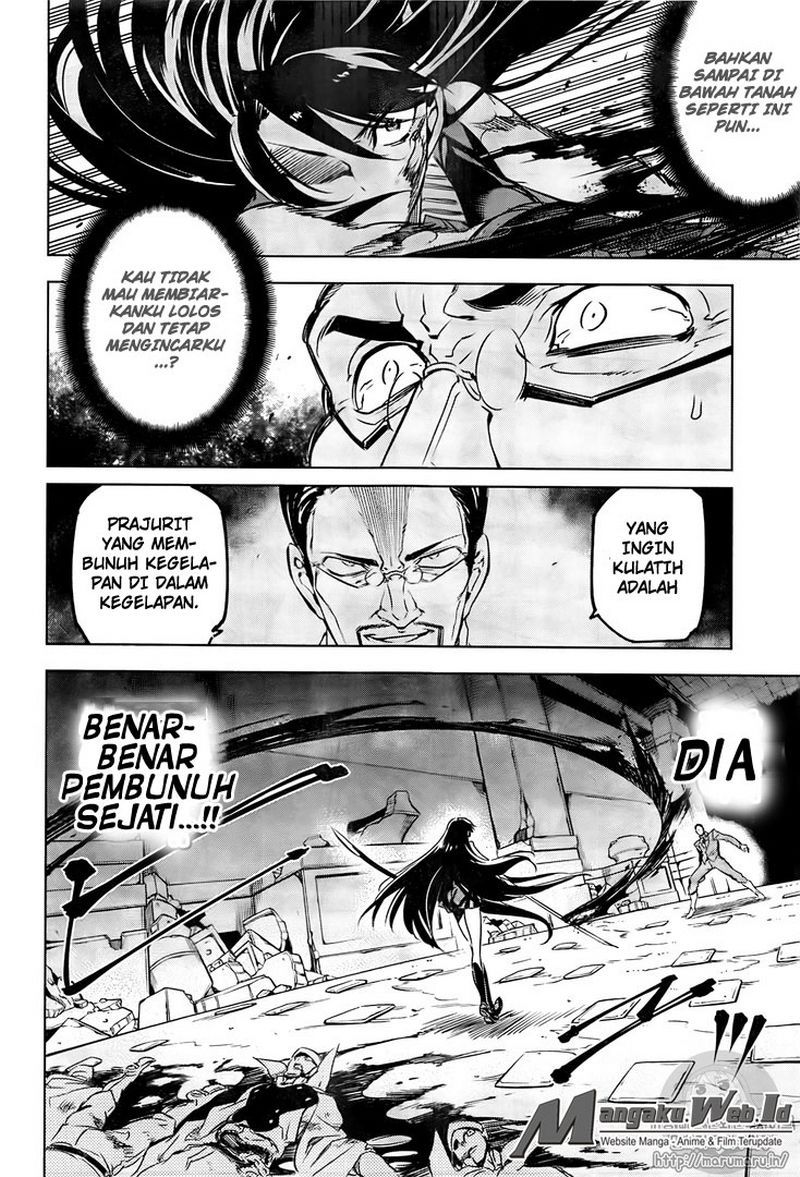 BAHKAN
SAMPAI DI
BAWAH TANAH
SEPERTI INI
PUN...
KAU TIDAK
MAU MEMBIAR-
KANKU LOLOS
DAN TETAP
MENGINCARKU
...?
YANG
INGIN
KULATIH
ADALAH
PRAJURIT
YANG MEM-
BUNUH KEGELA-
PAN DI DALAM
KEGELAPAN.
DIA
BENAR-
BENAR
PEMBUNUH
SEJATI....!!
Mangaku.Web.Id
Website Manga , Anime & Film Terupdate
http://marumaru.in/